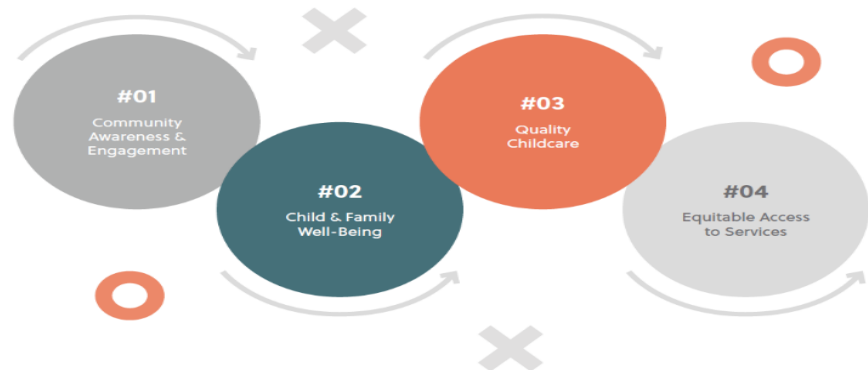 #01
Community
Awareness &
Engagement
#02
Child & Family
Well-Being
#03
Quality
Childcare
#04
Equitable Access
to Services